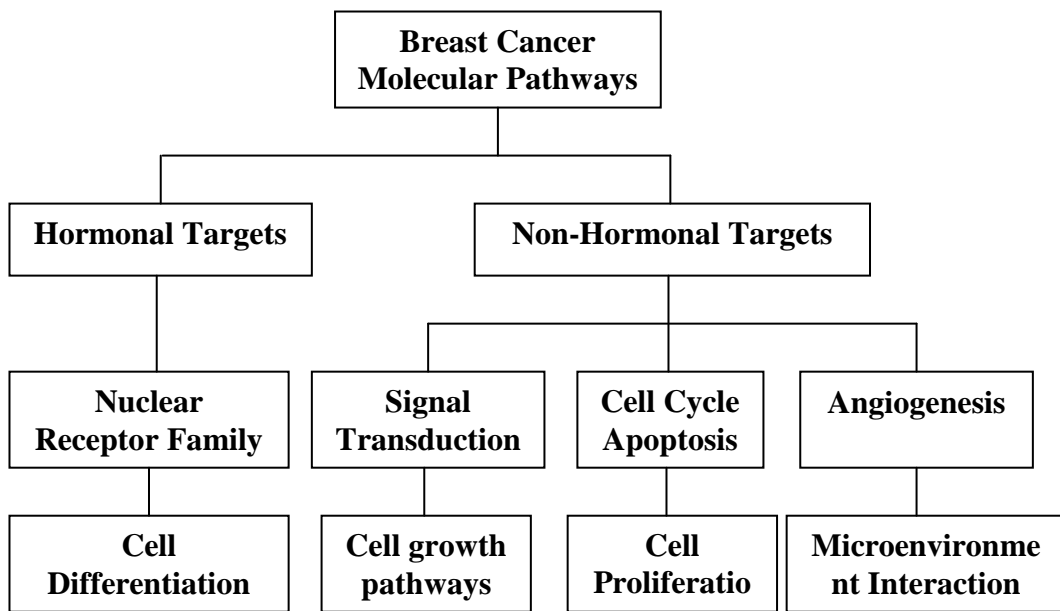 Breast Cancer
Molecular Pathways
Hormonal Targets
Non-Hormonal Targets
Nuclear
Receptor Family
Signal
Transduction
Cell Cycle
Apoptosis
Angiogenesis
Cell
Differentiation
Cell growth
pathways
Cell
Proliferatio
Microenvironme
nt Interaction